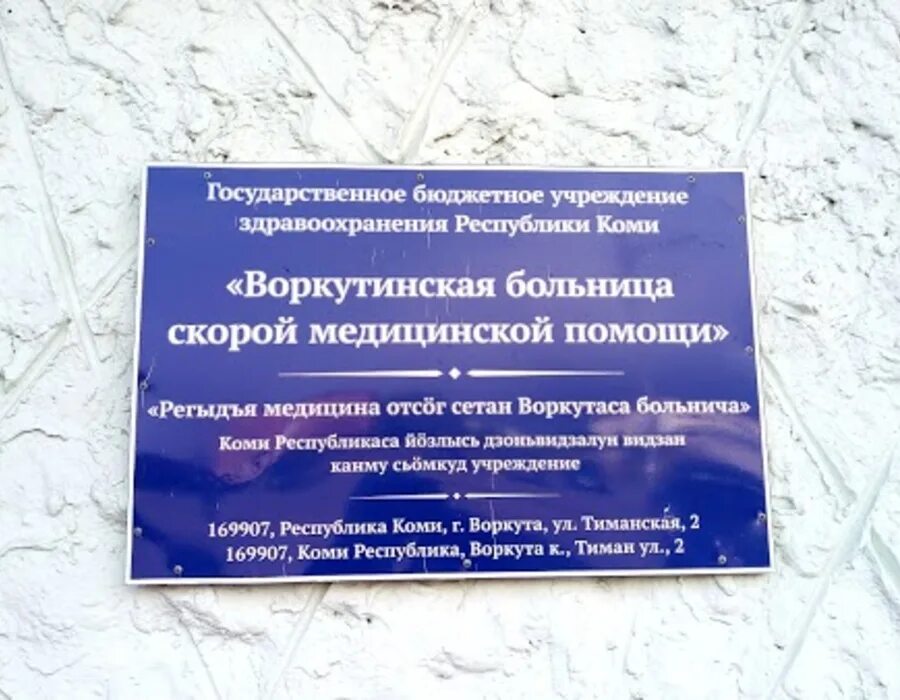 Государственное бюджетное учреждение
здравоохранения Республики Коми
«Воркутинская больница
скорой медицинской помощи»
«Регыдъя медицина отсӧг сетан Воркутаса больнича»
Коми Республикаса йӧзлысь дзоньвидзалун видзан
канму сьӧмкуд учреждение
169907, Республика Коми, г. Воркута, ул. Тиманская, 2
169907, Коми Республика, Воркута к., Тиман ул., 2